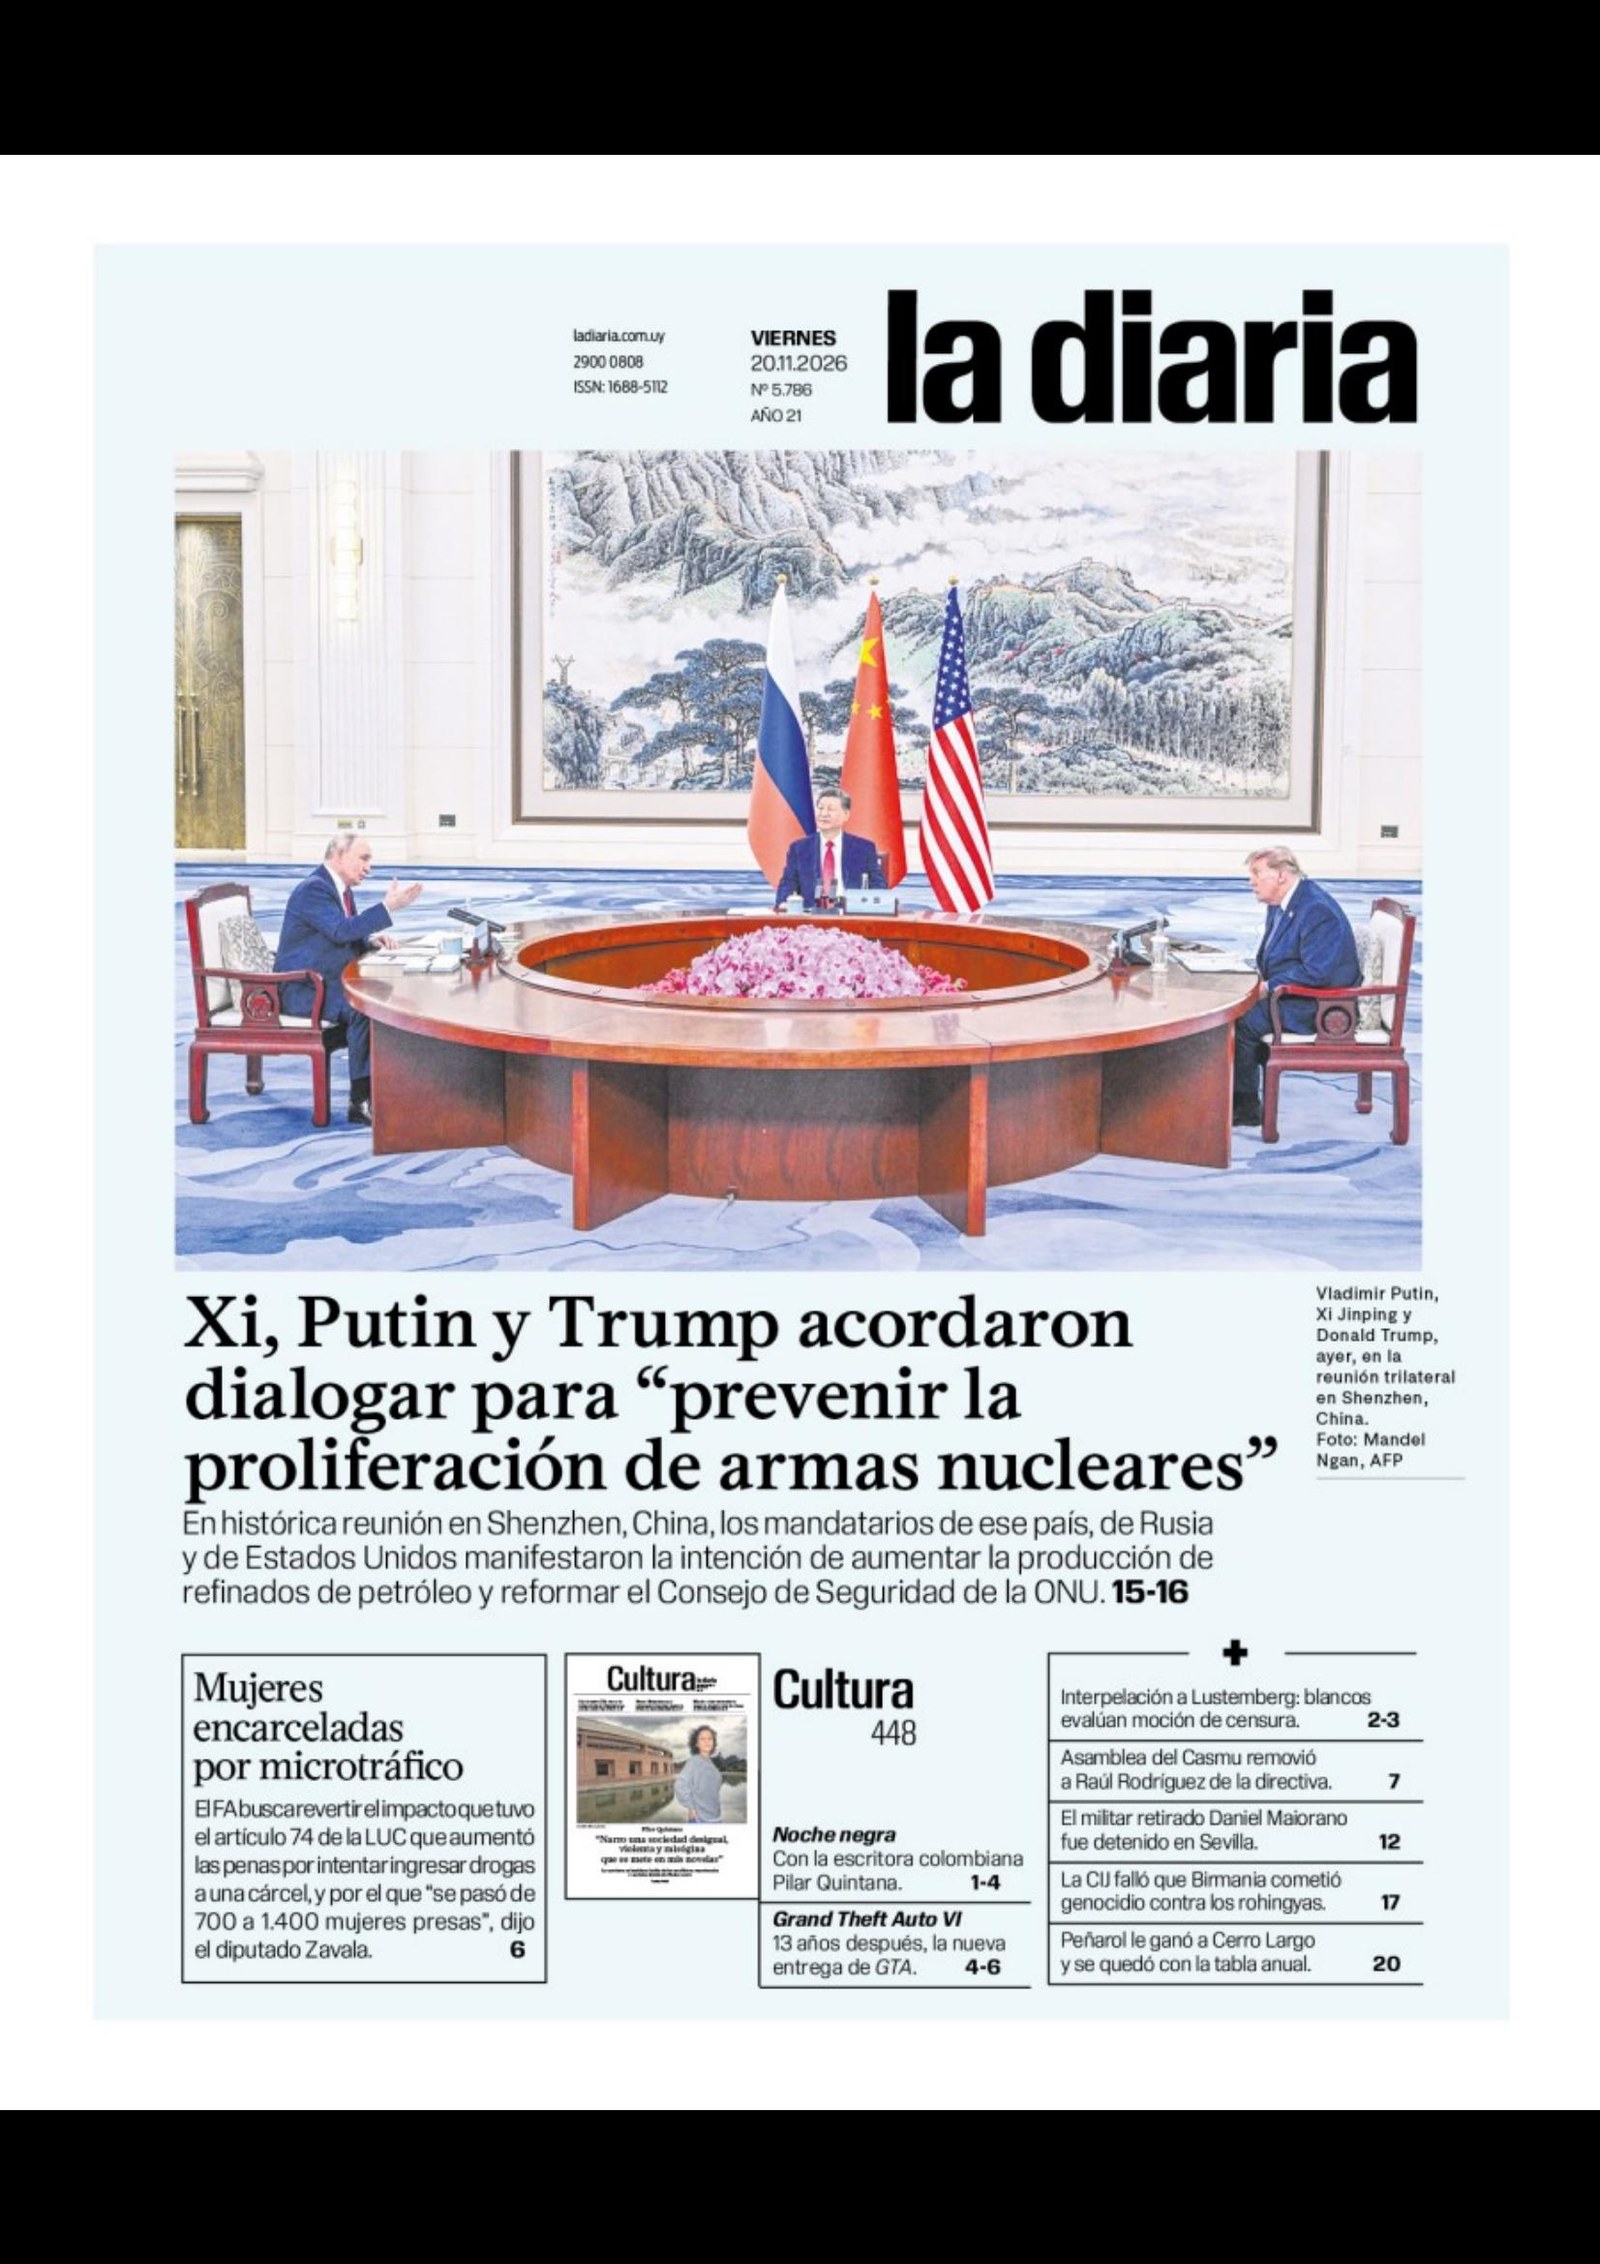 ladiaria.com.uy
2900 0808
ISSN: 1688-5112
VIERNES
20.11.2026
Nº 5.786
AÑO 21
la diaria
Xi, Putin y Trump acordaron
dialogar para “prevenir la
proliferación de armas nucleares”
En histórica reunión en Shenzhen, China, los mandatarios de ese país, de Rusia
y de Estados Unidos manifestaron la intención de aumentar la producción de
refinados de petróleo y reformar el Consejo de Seguridad de la ONU. 15-16
Vladimir Putin,
Xi Jinping y
Donald Trump,
ayer, en la
reunión trilateral
en Shenzhen,
China.
Foto: Mandel
Ngan, AFP
Mujeres
encarceladas
por microtráfico
El FA busca revertir el impacto que tuvo
el artículo 74 de la LUC que aumentó
las penas por intentar ingresar drogas
a una cárcel, y por el que “se pasó de
700 a 1.400 mujeres presas”, dijo
el diputado Zavala. 6
Cultura
Pilar Quintana
“Narro una sociedad desigual,
violenta y misógina
que se mete en mis novelas”
Cultura
448
Noche negra
Con la escritora colombiana
Pilar Quintana. 1-4
Grand Theft Auto VI
13 años después, la nueva
entrega de GTA. 4-6
+
Interpelación a Lustemberg: blancos
evalúan moción de censura. 2-3
Asamblea del Casmu removió
a Raúl Rodríguez de la directiva. 7
El militar retirado Daniel Maiorano
fue detenido en Sevilla. 12
La CIJ falló que Birmania cometió
genocidio contra los rohingyas. 17
Peñarol le ganó a Cerro Largo
y se quedó con la tabla anual. 20